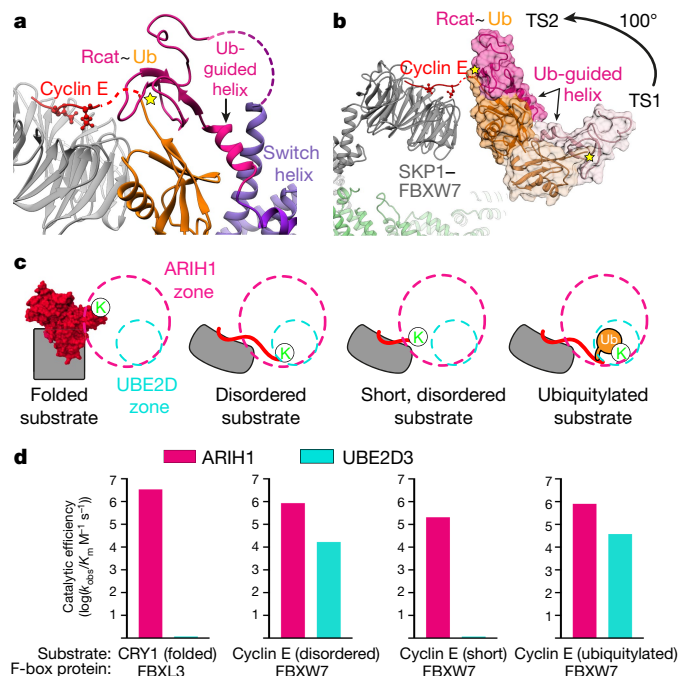 a
Rcat~ Ub
Cyclin E
Ub-
guided
helix
Switch
helix
b
Rcat~ Ub
TS2
100°
Cyclin E
Ub-guided
helix
TS1
SKP1–
FBXW7
c
ARIH1
zone
K
UBE2D
zone
Folded
substrate
K
Disordered
substrate
K
Short, disordered
substrate
Ub
K
Ubiquitylated
substrate
d
ARIH1
UBE2D3
Catalytic efficiency
(log(kobs/Km M−1 s−1))
7
6
5
4
3
2
1
7
6
5
4
3
2
1
7
6
5
4
3
2
1
7
6
5
4
3
2
1
Substrate: CRY1 (folded) Cyclin E (disordered) Cyclin E (short) Cyclin E (ubiquitylated)
F-box protein: FBXL3 FBXW7 FBXW7 FBXW7